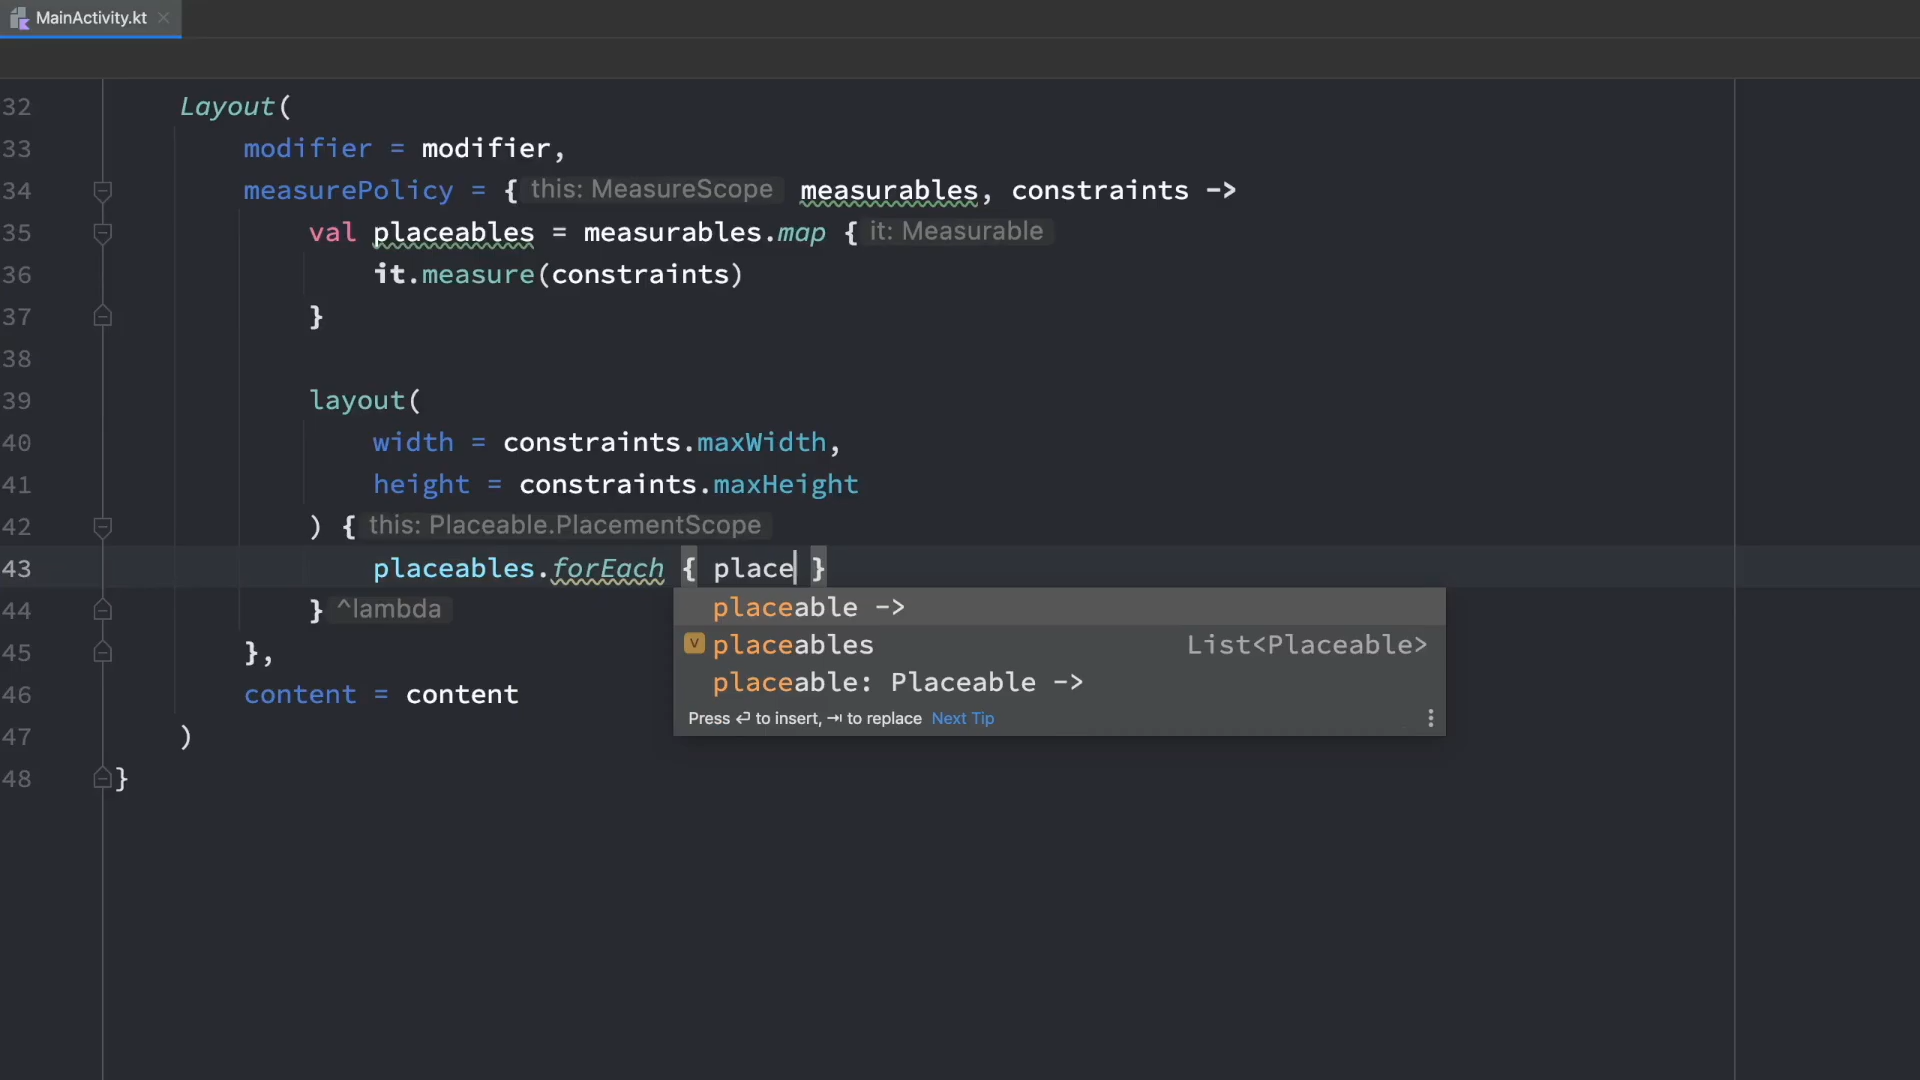 MainActivity.kt
32 Layout(
33 modifier = modifier,
34 measurePolicy = { this: MeasureScope measurables, constraints ->
35 val placeables = measurables.map { it: Measurable
36 it.measure(constraints)
37 }
38
39 layout(
40 width = constraints.maxWidth,
41 height = constraints.maxHeight
42 ) { this: Placeable.PlacementScope
43 placeables.forEach { place }
44 } ^lambda
placeable ->
45 },
v placeables List<Placeable>
46 content = content
placeable: Placeable ->
Press ↵ to insert, ⇥ to replace Next Tip
47 )
48 }